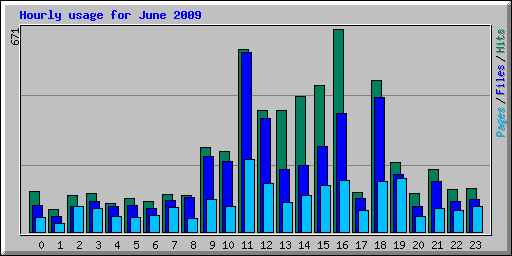 Hourly usage for June 2009
671
Pages / Files / Hits
0 1 2 3 4 5 6 7 8 9 10 11 12 13 14 15 16 17 18 19 20 21 22 23